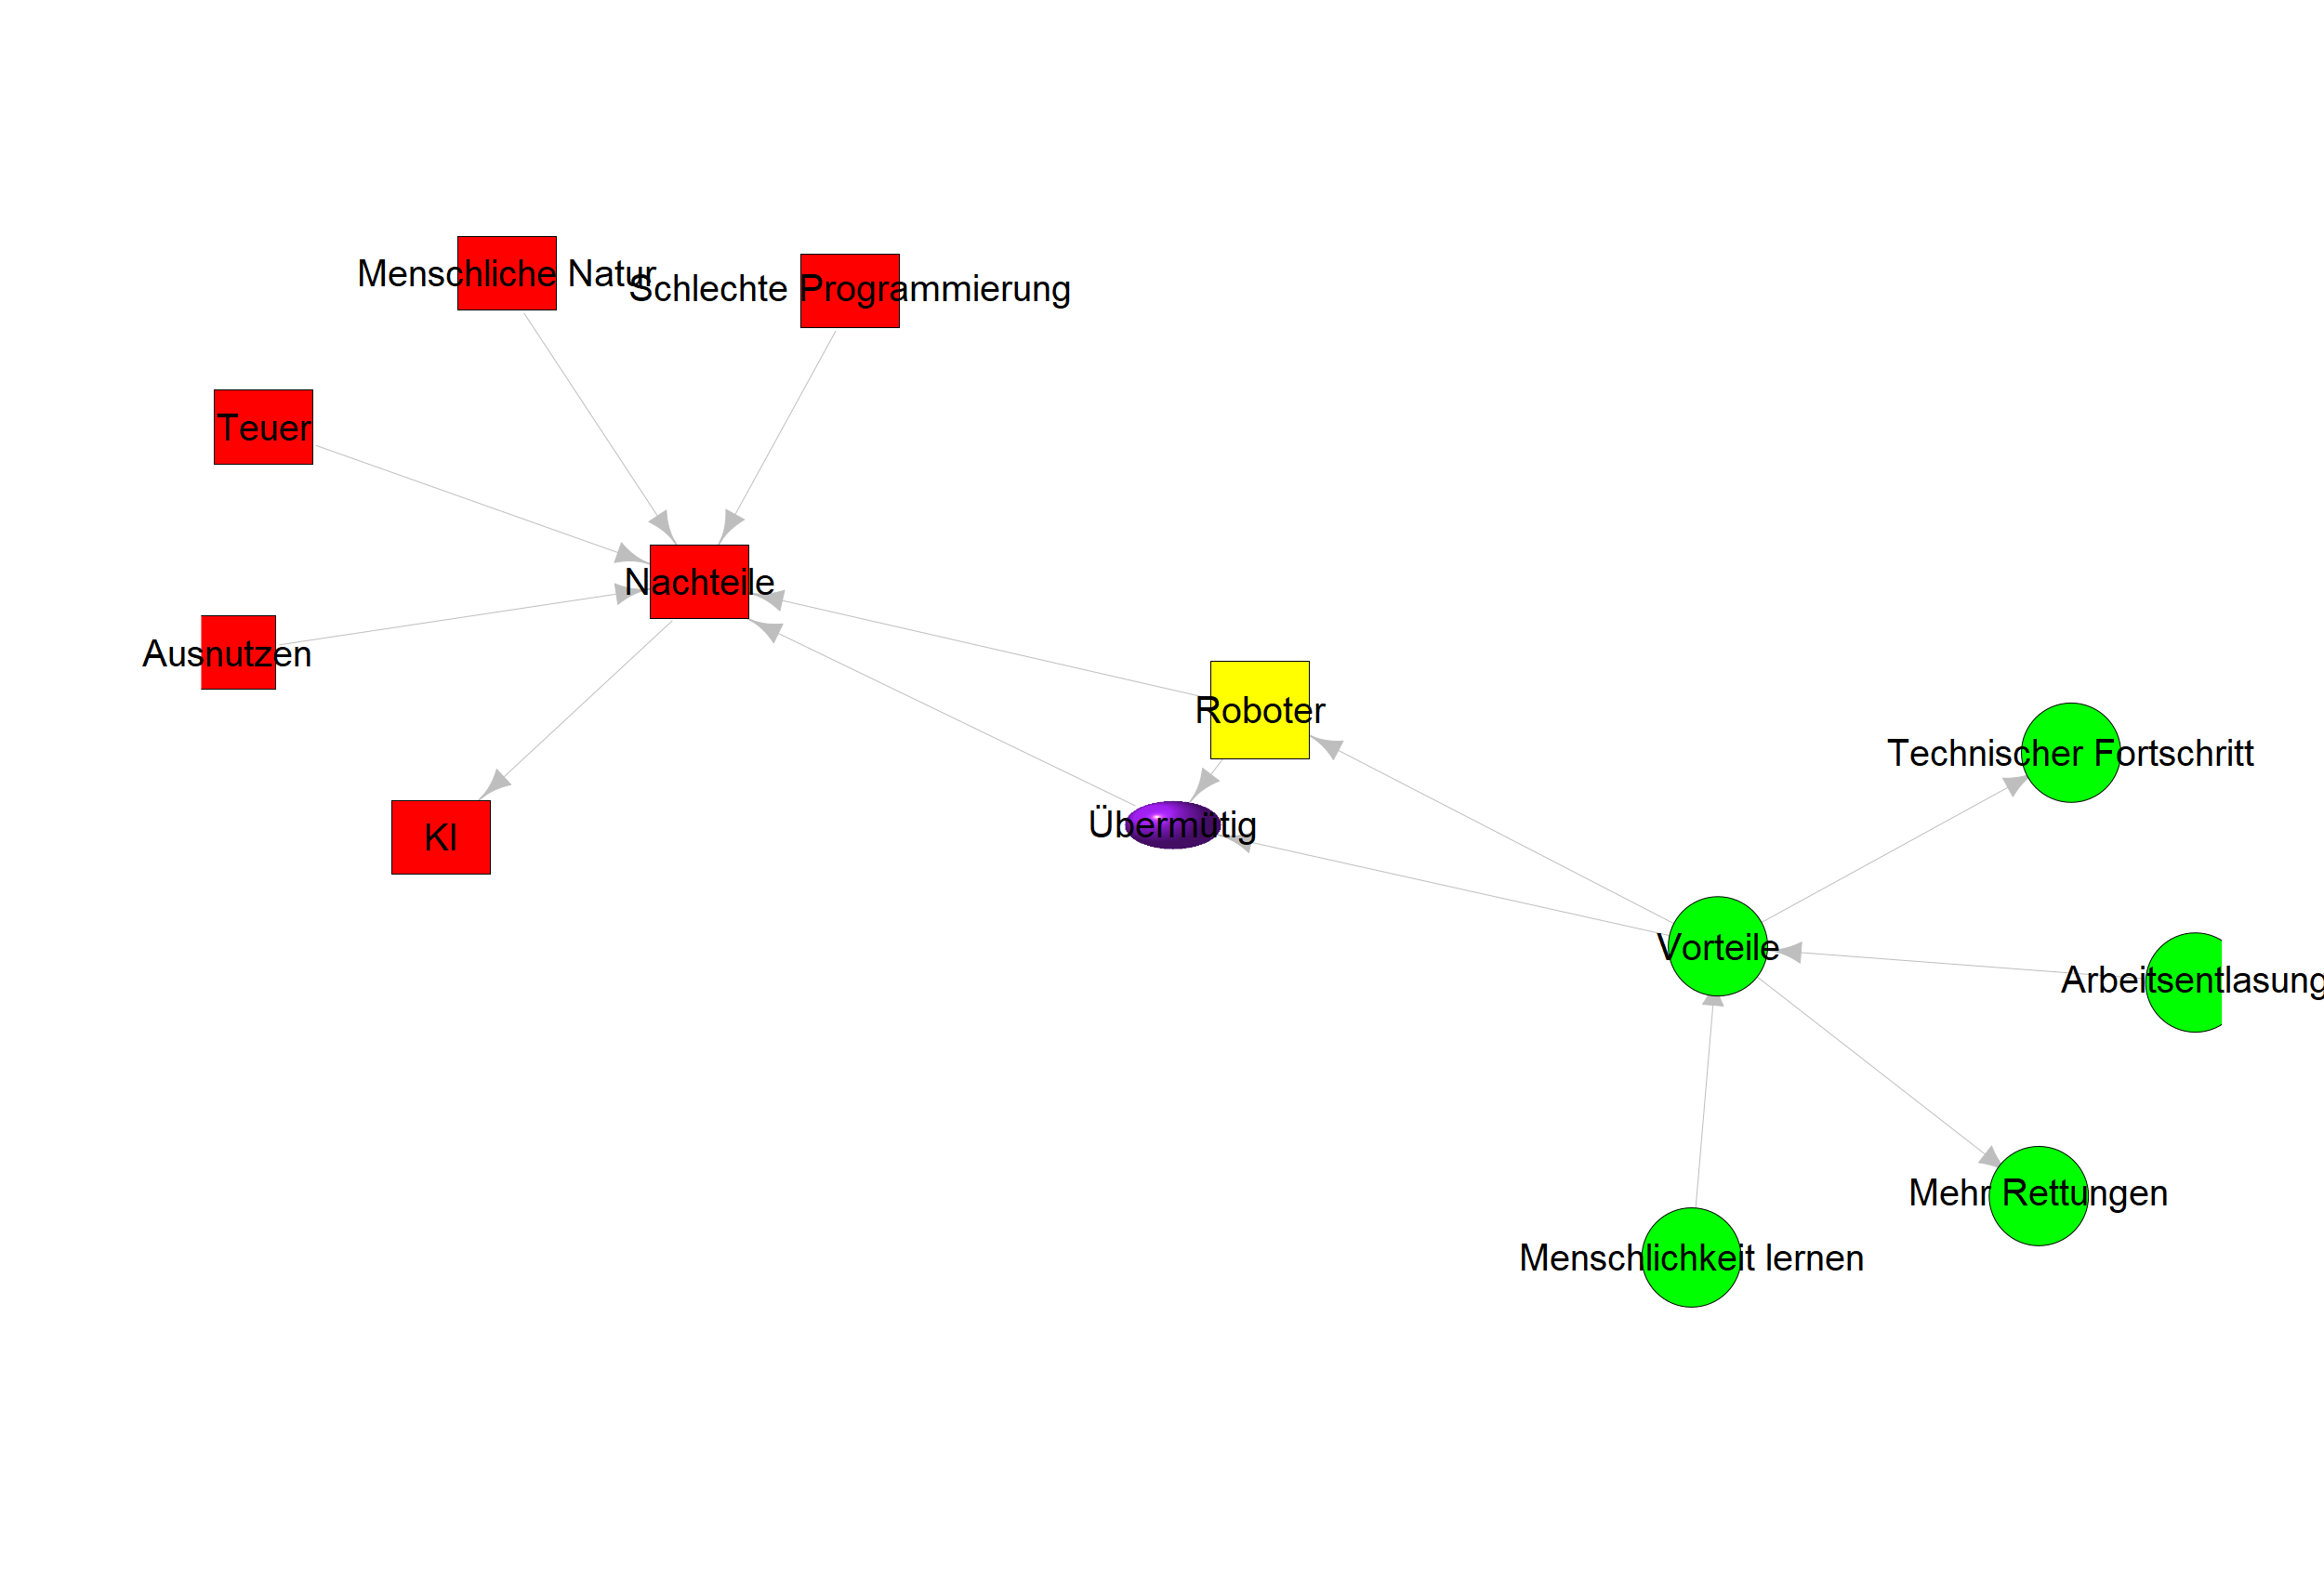 Menschliche Natur
Schlechte Programmierung
Teuer
Nachteile
Ausnutzen
Roboter
Technischer Fortschritt
Übermütig
KI
Vorteile
Arbeitsentlasung
Mehr Rettungen
Menschlichkeit lernen